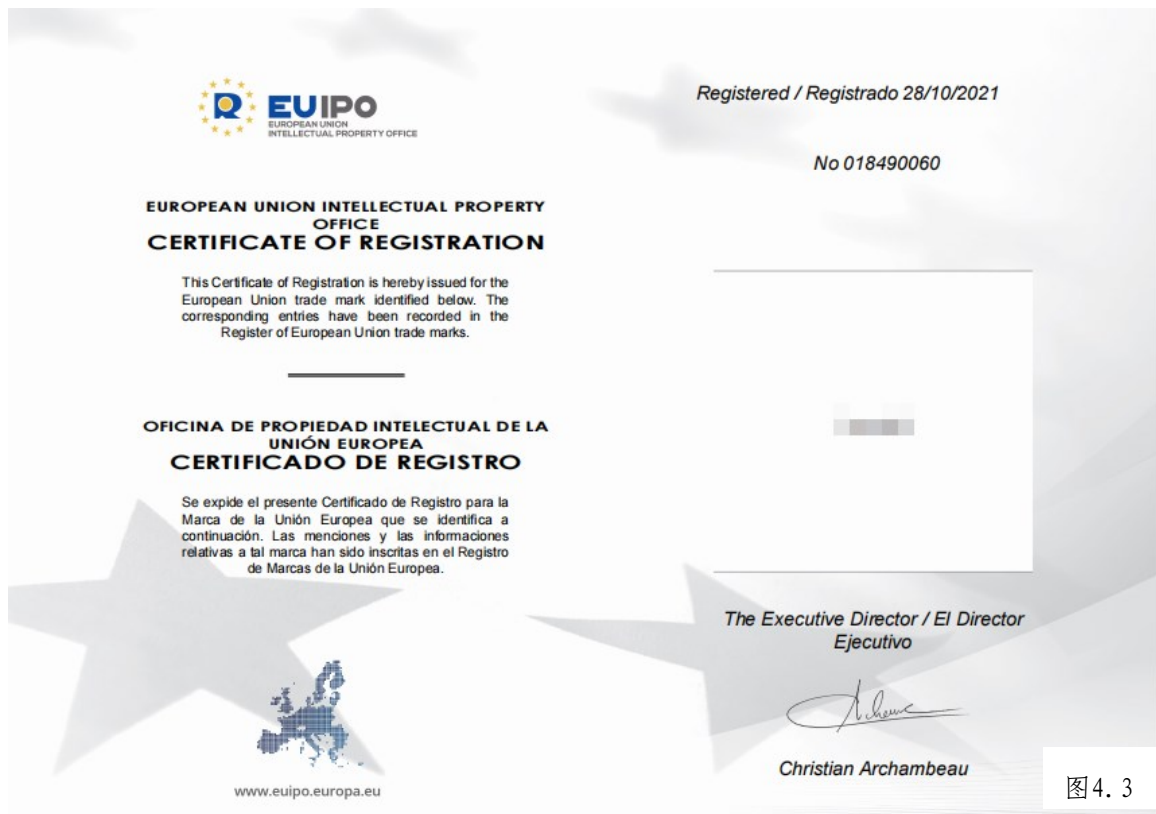 EUIPO
EUROPEAN UNION
INTELLECTUAL PROPERTY OFFICE
EUROPEAN UNION INTELLECTUAL PROPERTY
OFFICE
CERTIFICATE OF REGISTRATION
This Certificate of Registration is hereby issued for the
European Union trade mark identified below. The
corresponding entries have been recorded in the
Register of European Union trade marks.
OFICINA DE PROPIEDAD INTELECTUAL DE LA
UNIÓN EUROPEA
CERTIFICADO DE REGISTRO
Se expide el presente Certificado de Registro para la
Marca de la Unión Europea que se identifica a
continuación. Las menciones y las informaciones
relativas a tal marca han sido inscritas en el Registro
de Marcas de la Unión Europea.
www.euipo.europa.eu
Registered / Registrado 28/10/2021
No 018490060
The Executive Director / El Director
Ejecutivo
Christian Archambeau
图4.3